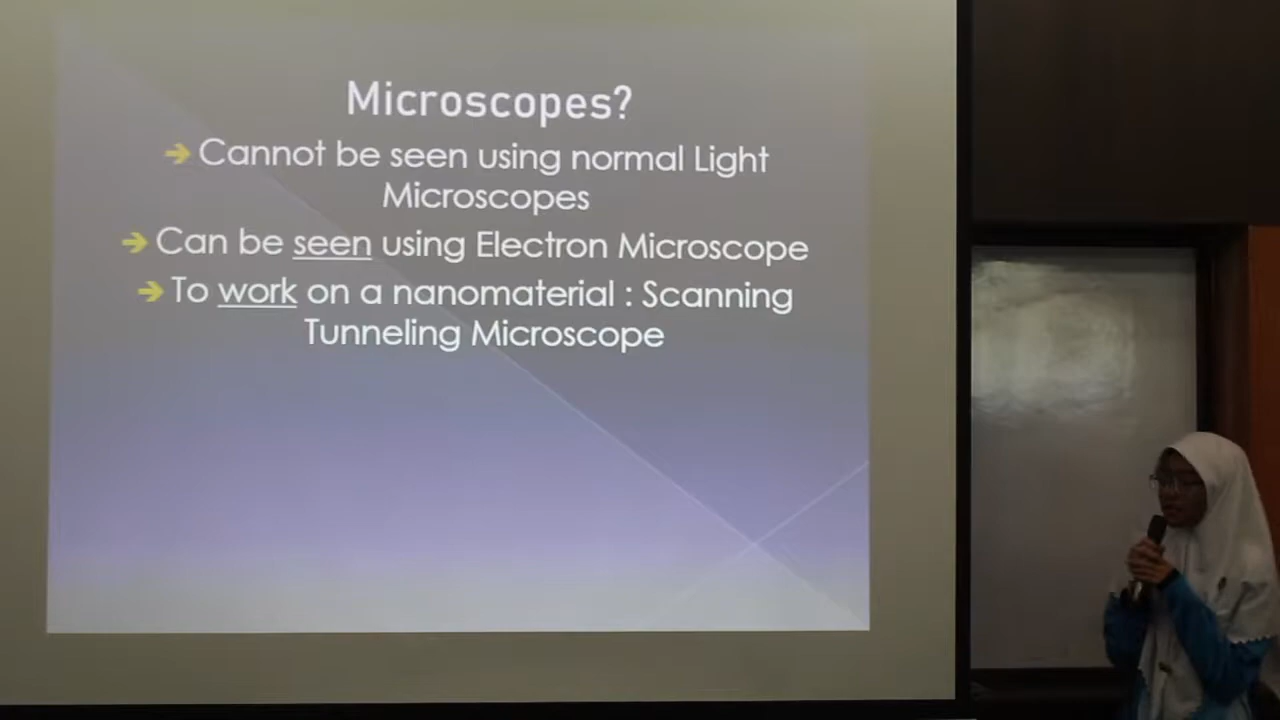 Microscopes?
➔ Cannot be seen using normal Light
Microscopes
➔ Can be seen using Electron Microscope
➔ To work on a nanomaterial : Scanning
Tunneling Microscope